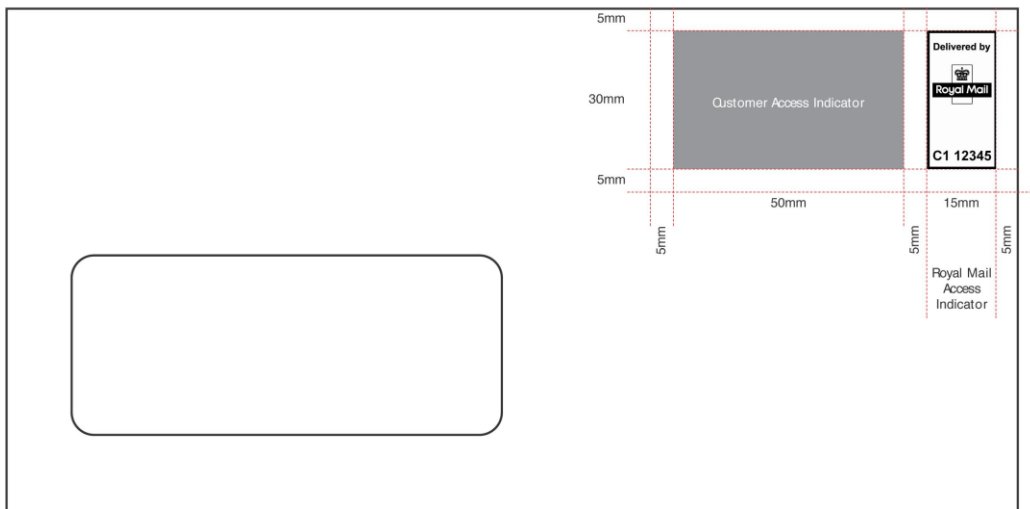 5mm
30mm
Customer Access Indicator
Delivered by
Royal Mail
C1 12345
5mm
50mm
15mm
5mm
5mm
5mm
Royal Mail
Access
Indicator